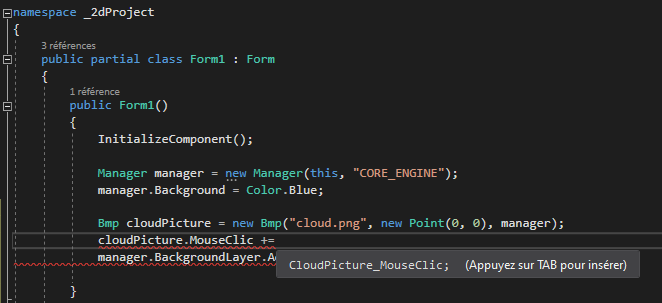 namespace _2dProject
{
3 références
public partial class Form1 : Form
{
1 référence
public Form1()
{
InitializeComponent();
Manager manager = new Manager(this, "CORE_ENGINE");
manager.Background = Color.Blue;
Bmp cloudPicture = new Bmp("cloud.png", new Point(0, 0), manager);
cloudPicture.MouseClic +=
manager.BackgroundLayer.
CloudPicture_MouseClic; (Appuyez sur TAB pour insérer)
}